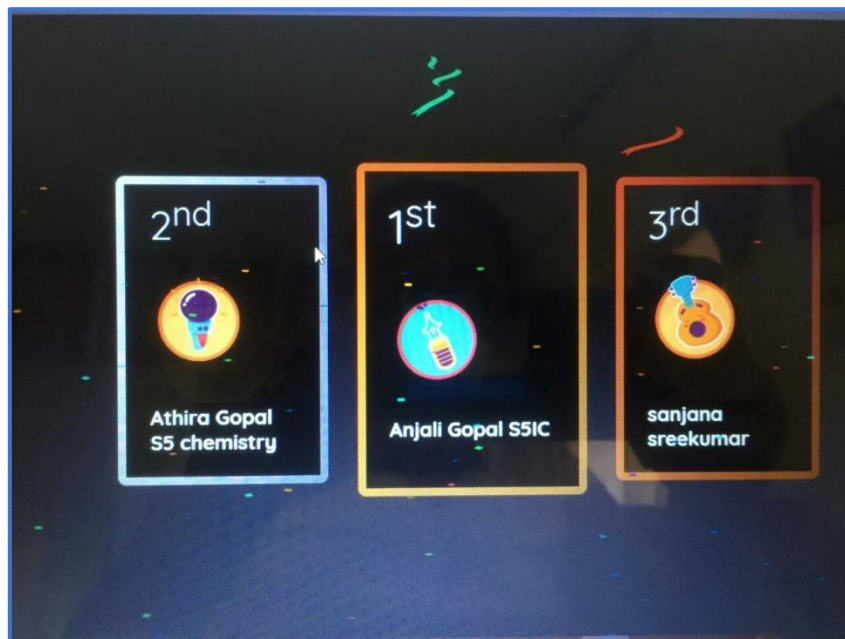 2nd
Athira Gopal
S5 chemistry
1st
Anjali Gopal S5IC
3rd
sanjana
sreekumar